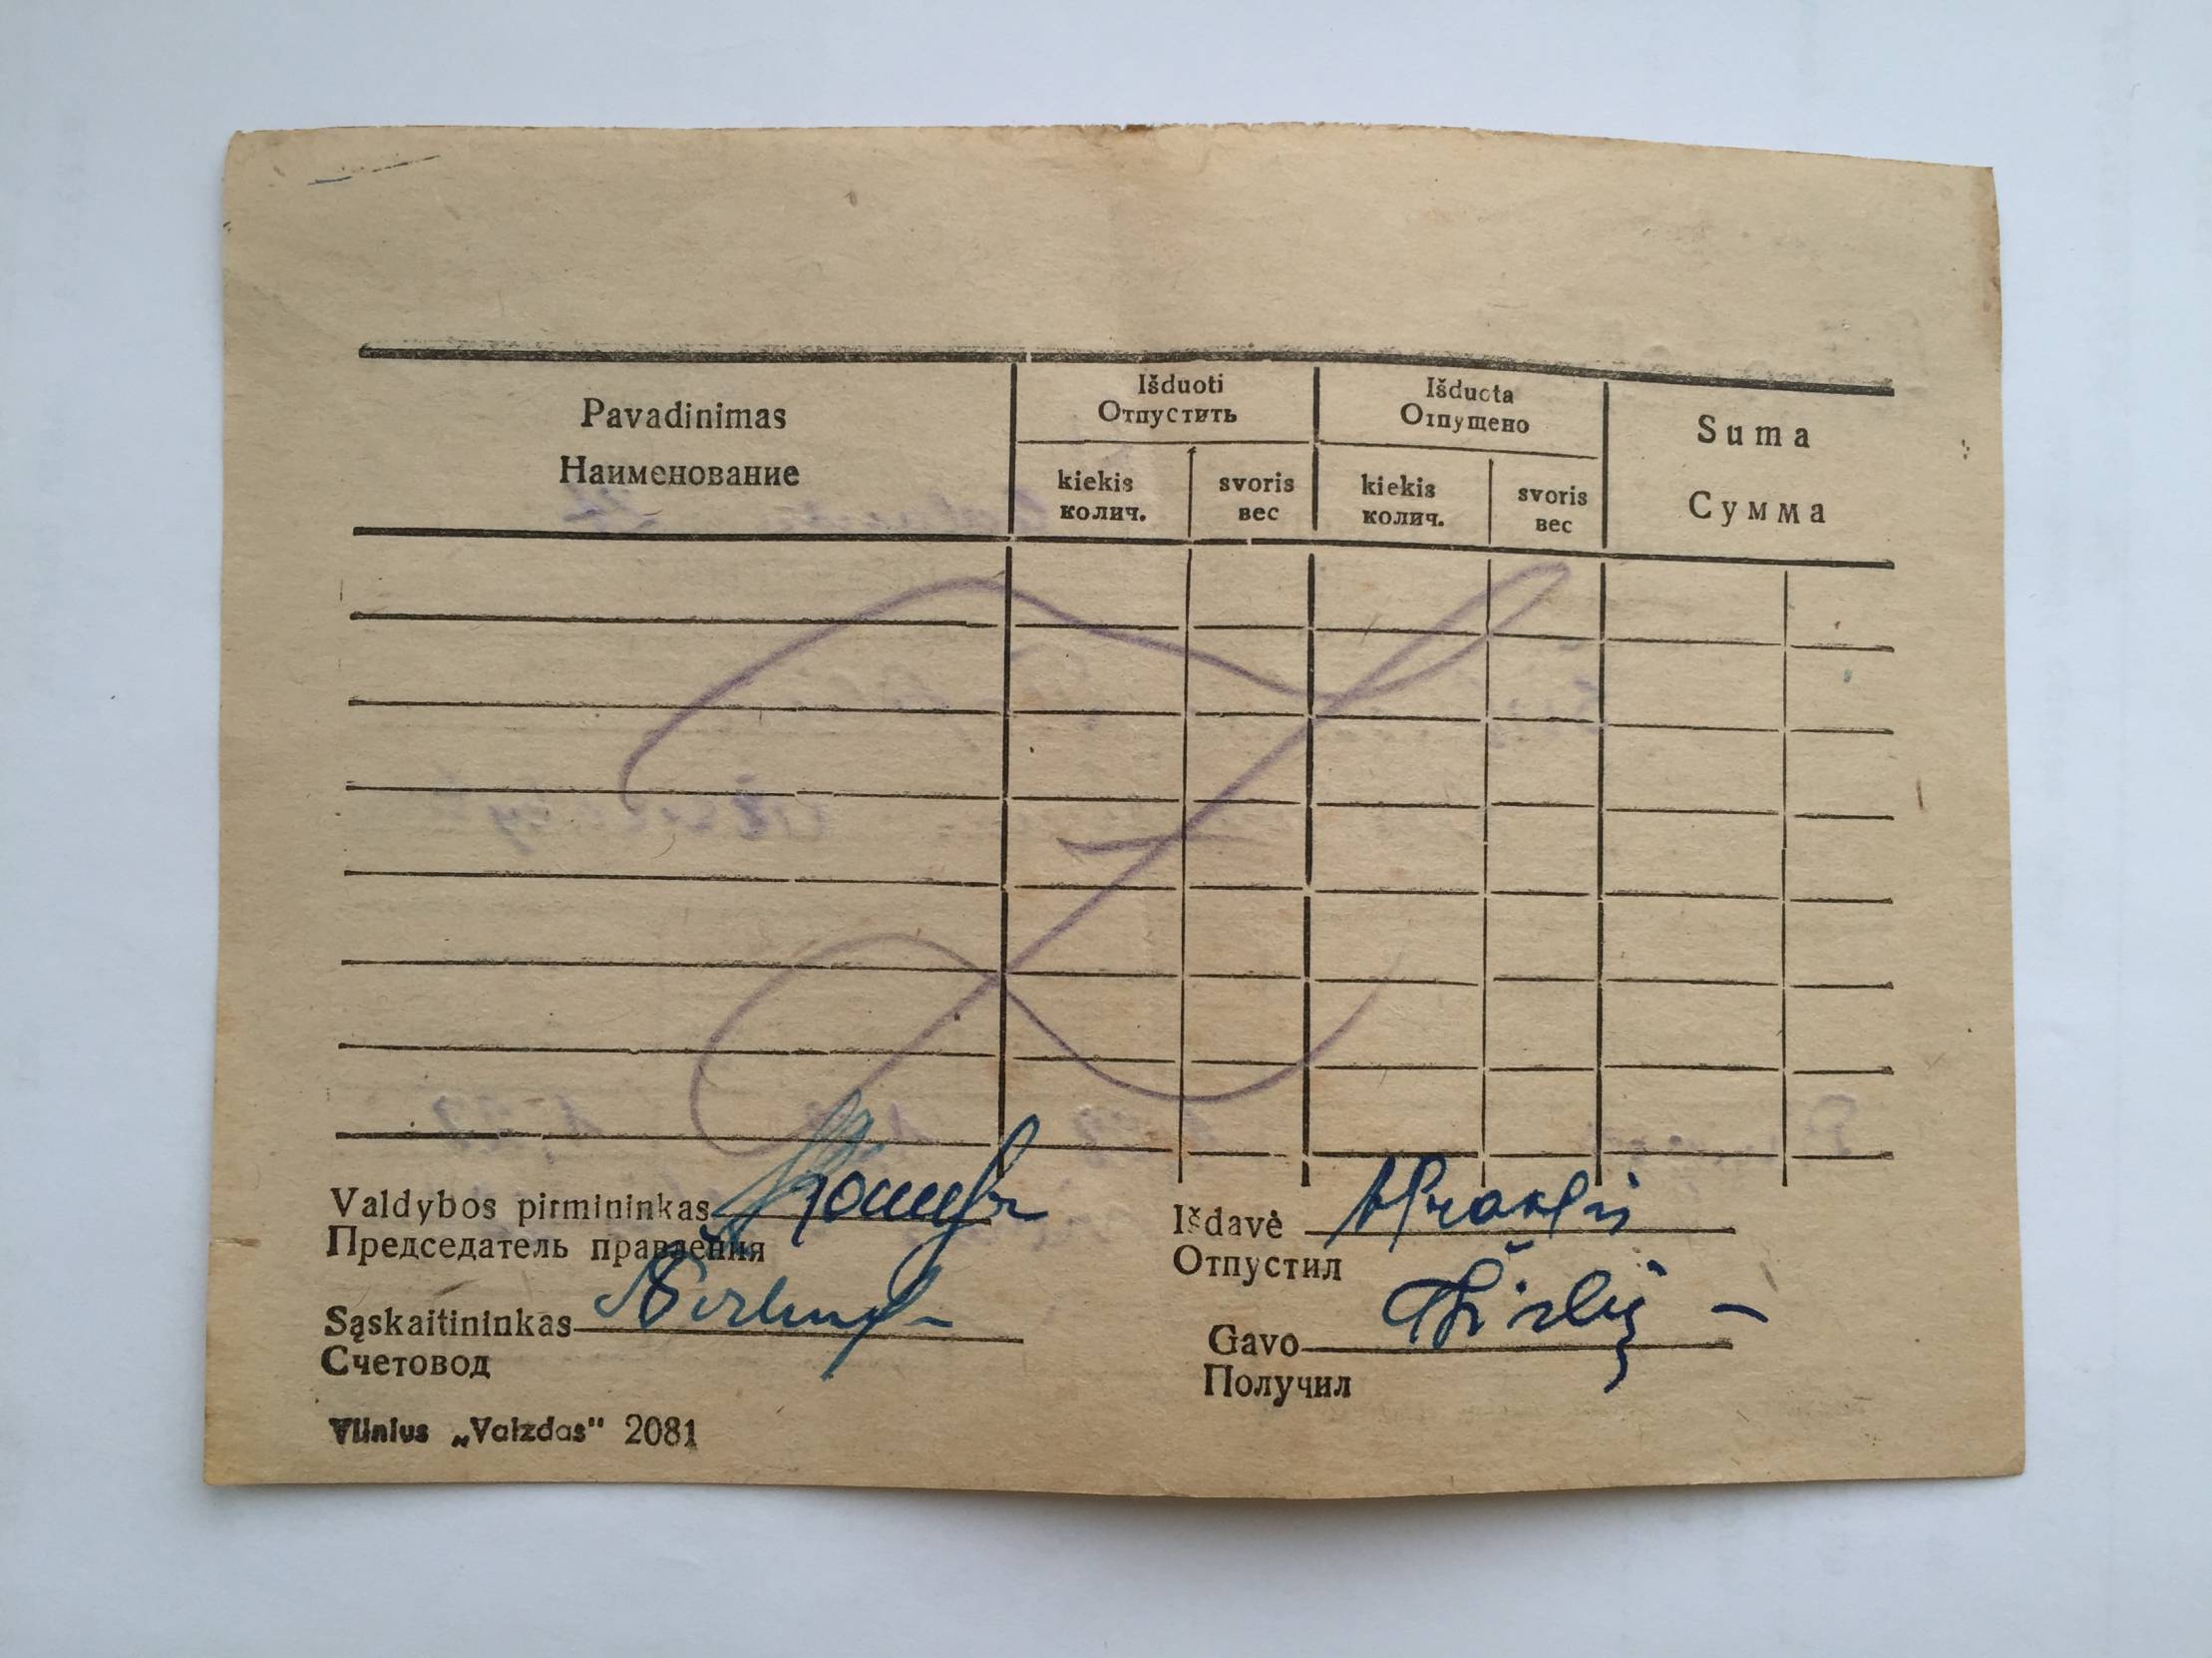 Pavadinimas
Наименование
Išduoti
Отпустить
kiekis
колич.
svoris
вес
Išduota
Отпущено
kiekis
колич.
svoris
вес
Suma
Сумма
Valdybos pirmininkas
Председатель правления
Sąskaitininkas
Счетовод
Išdavė
Отпустил
Gavo
Получил
Vilnius „Vaizdas" 2081